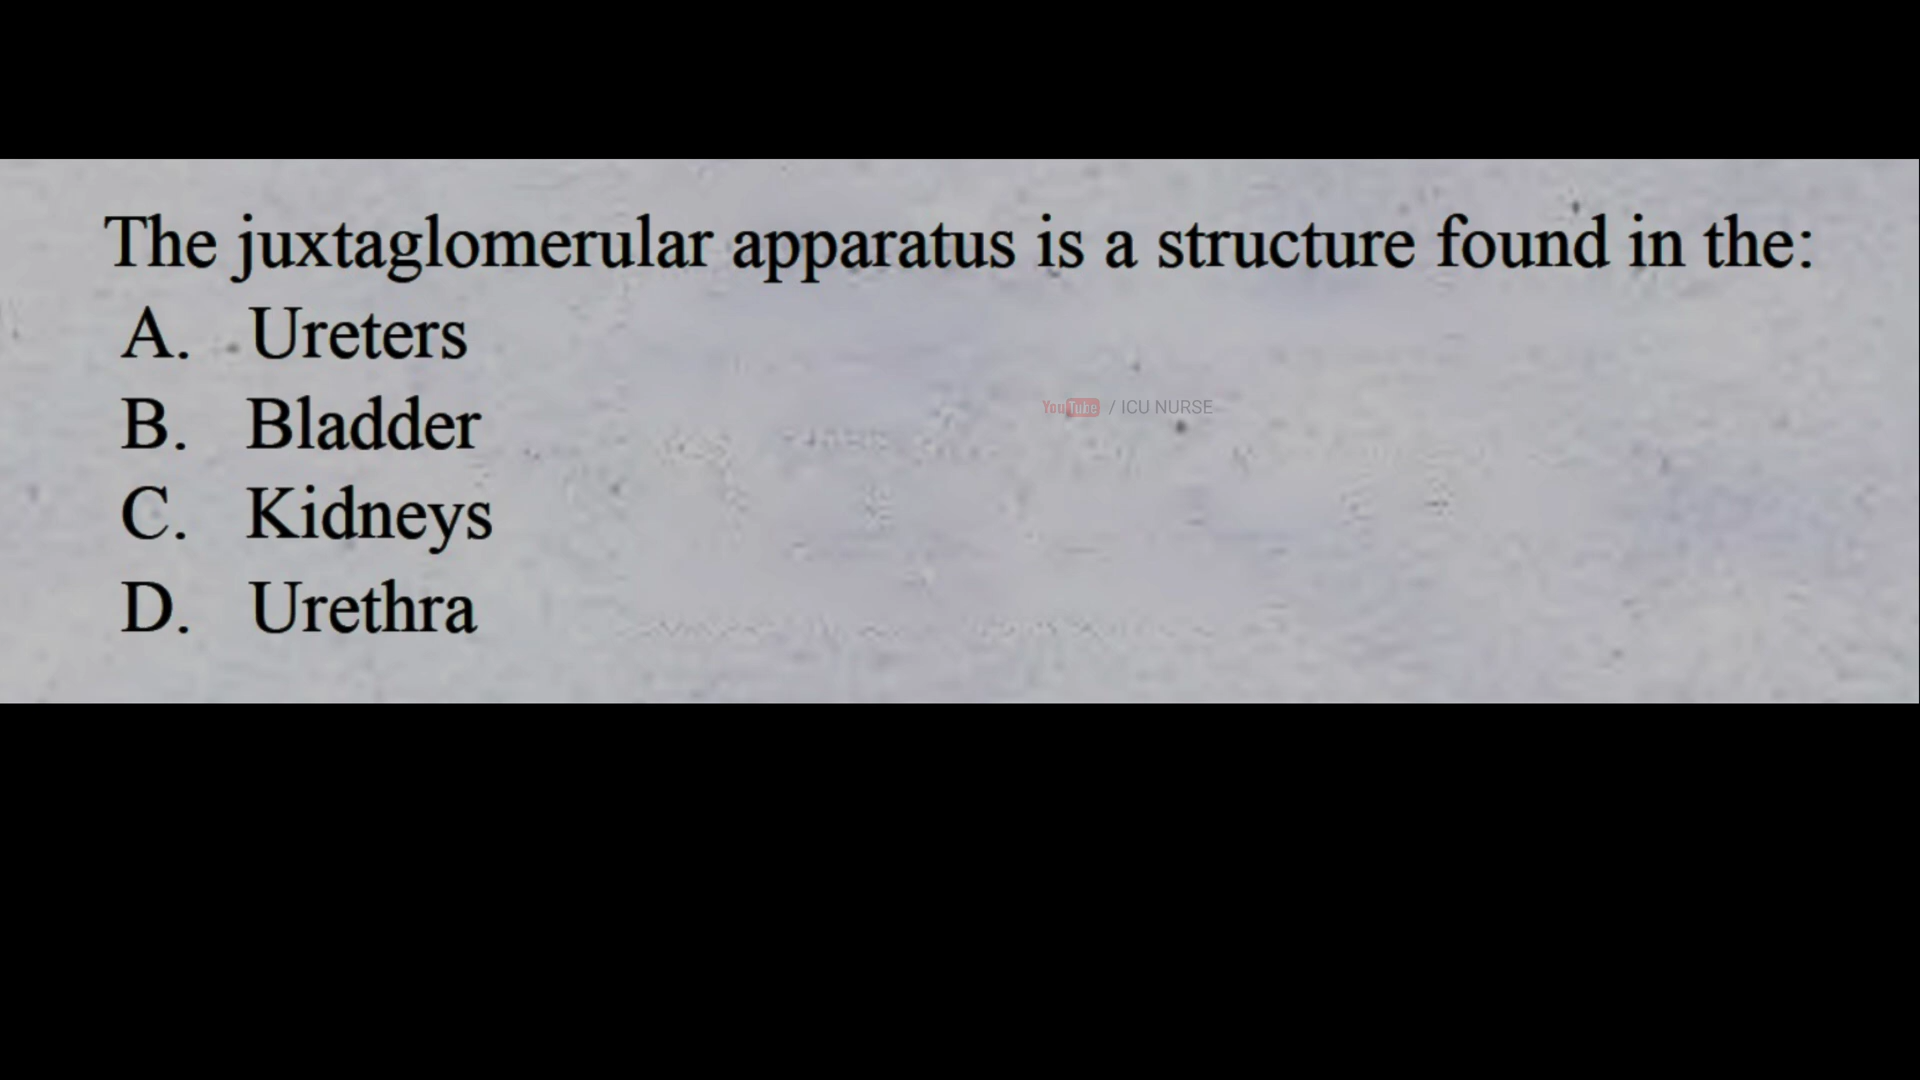 The juxtaglomerular apparatus is a structure found in the:
A. Ureters
B. Bladder
YouTube / ICU NURSE
C. Kidneys
D. Urethra